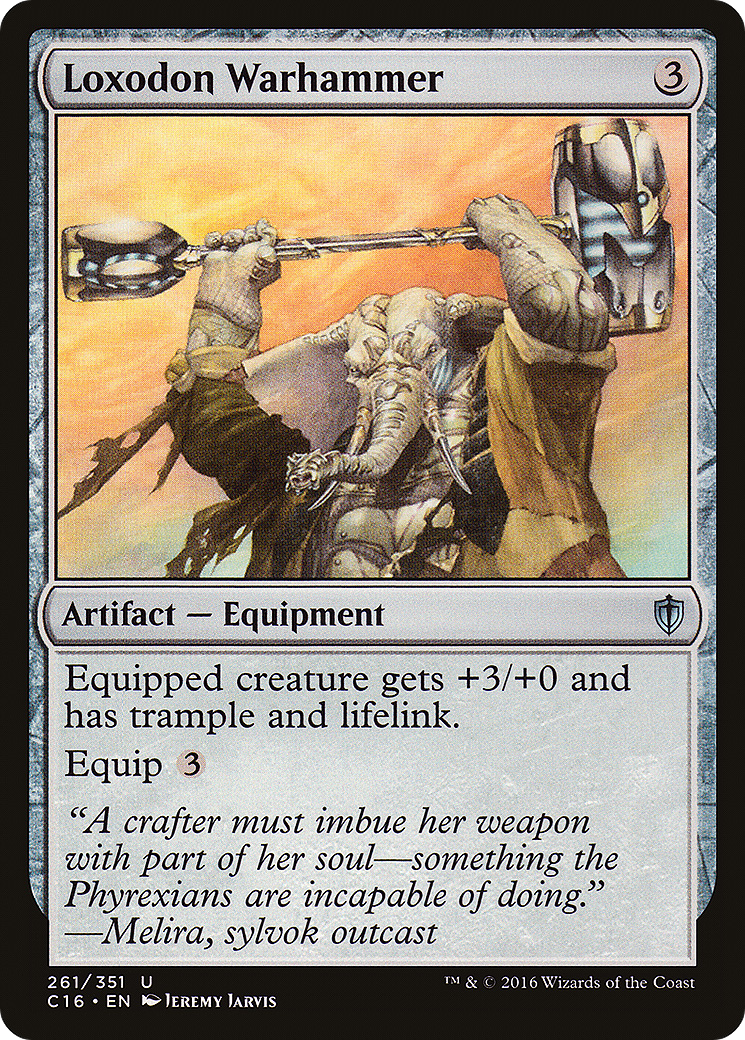 Loxodon Warhammer 3
Artifact — Equipment
Equipped creature gets +3/+0 and
has trample and lifelink.
Equip 3
“A crafter must imbue her weapon
with part of her soul—something the
Phyrexians are incapable of doing.”
—Melira, sylvok outcast
261/351 U
™ & © 2016 Wizards of the Coast
C16 • EN Jeremy Jarvis